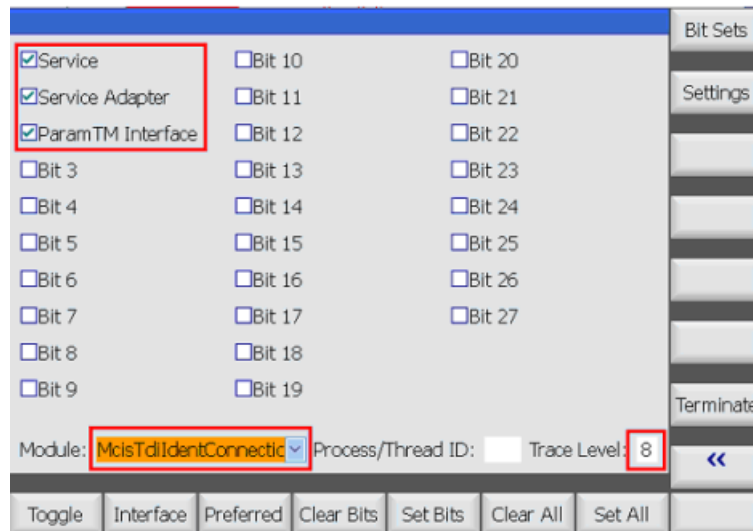 Bit Sets
Service Bit 10 Bit 20
Service Adapter Bit 11 Bit 21 Settings
ParamTM Interface Bit 12 Bit 22
Bit 3 Bit 13 Bit 23
Bit 4 Bit 14 Bit 24
Bit 5 Bit 15 Bit 25
Bit 6 Bit 16 Bit 26
Bit 7 Bit 17 Bit 27
Bit 8 Bit 18
Bit 9 Bit 19
Terminate
Module: McisTdiIdentConnectic Process/Thread ID: Trace Level: 8
<<
Toggle Interface Preferred Clear Bits Set Bits Clear All Set All